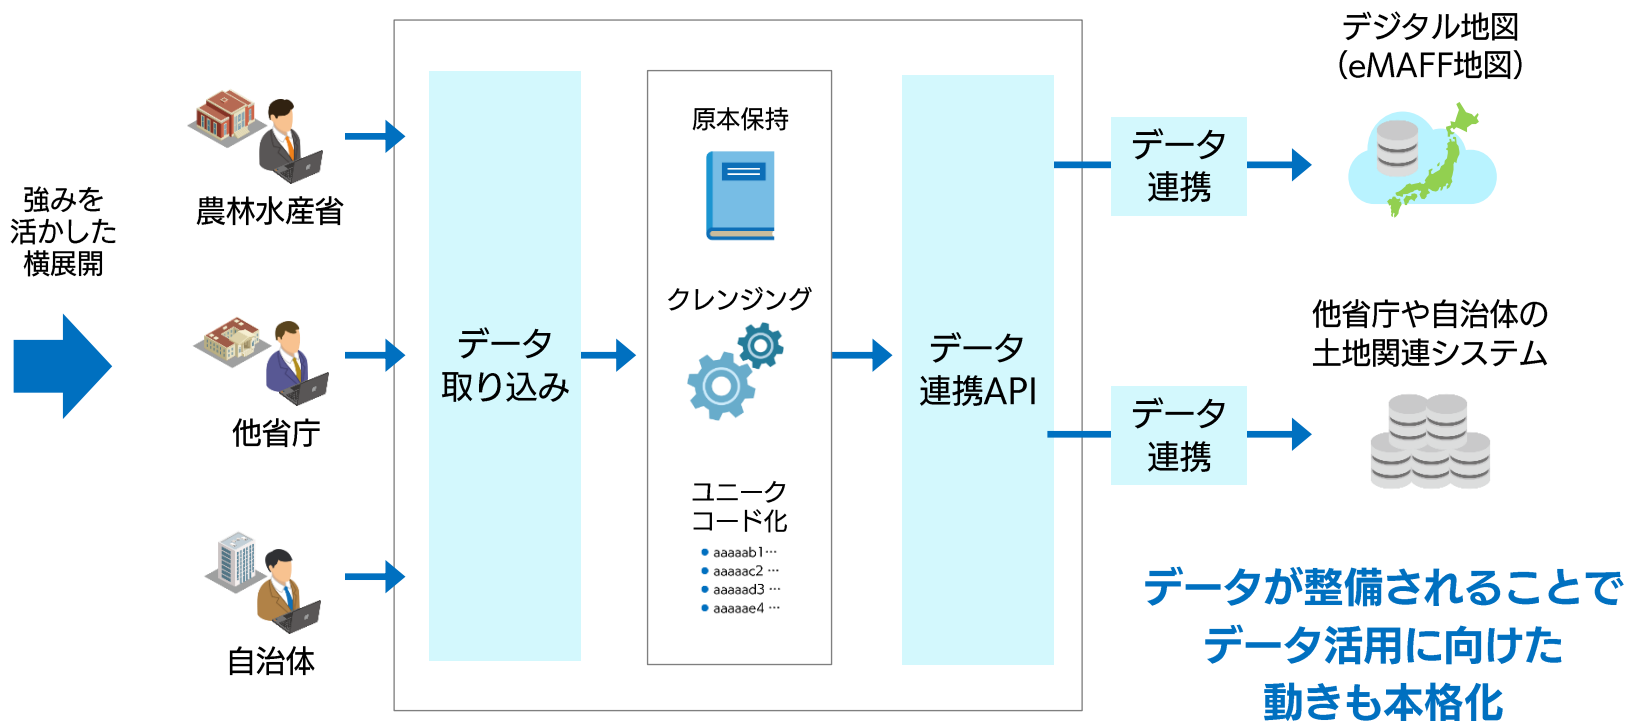 強みを
活かした
横展開
農林水産省
他省庁
自治体
データ
取り込み
原本保持
クレンジング
ユニーク
コード化
● aaaaab1…
● aaaaac2 …
● aaaaad3 …
● aaaaae4 …
データ
連携API
データ
連携
データ
連携
デジタル地図
（eMAFF地図）
他省庁や自治体の
土地関連システム
データが整備されることで
データ活用に向けた
動きも本格化